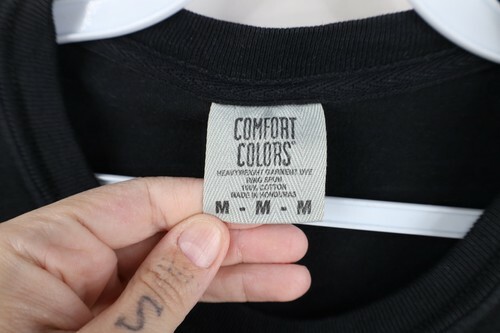 COMFORT
COLORS
HEAVYWEIGHT GARMENT DYE
RING SPUN
100% COTTON
MADE IN HONDURAS
M - M - M